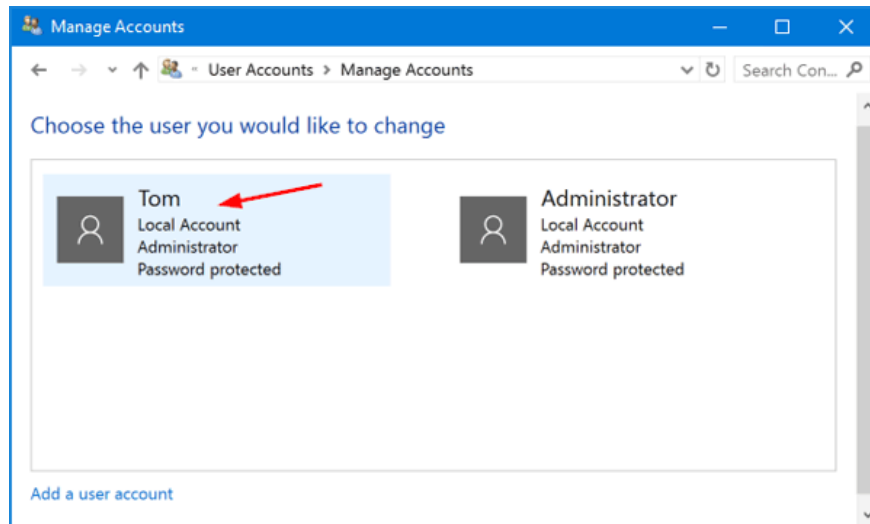 Manage Accounts
User Accounts > Manage Accounts
Search Con...
Choose the user you would like to change
Tom
Local Account
Administrator
Password protected
Administrator
Local Account
Administrator
Password protected
Add a user account